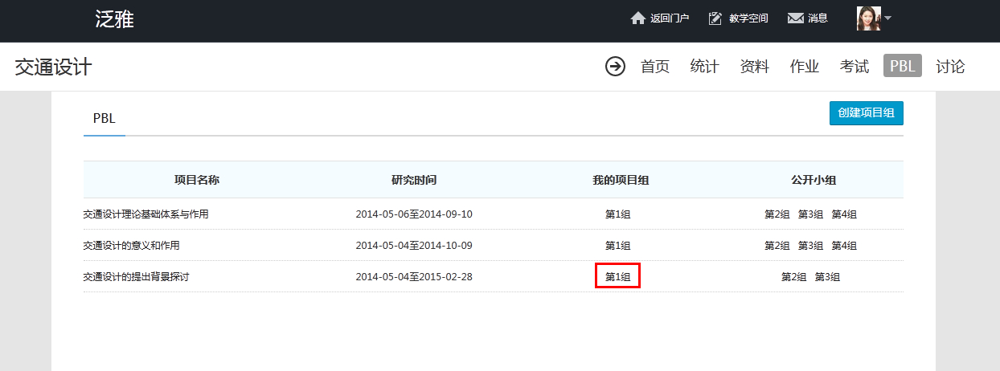 泛雅 返回门户 教学空间 消息
交通设计 首页 统计 资料 作业 考试 PBL 讨论
PBL 创建项目组
项目名称 研究时间 我的项目组 公开小组
交通设计理论基础体系与作用 2014-05-06至2014-09-10 第1组 第2组 第3组 第4组
交通设计的意义和作用 2014-05-04至2014-10-09 第1组 第2组 第3组 第4组
交通设计的提出背景探讨 2014-05-04至2015-02-28 第1组 第2组 第3组